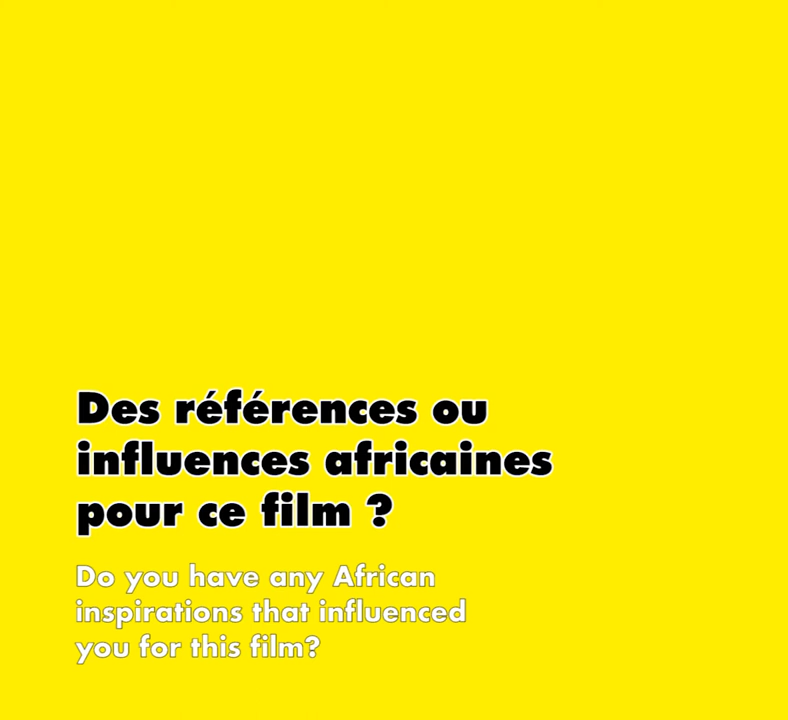 Des références ou
influences africaines
pour ce film ?
Do you have any African
inspirations that influenced
you for this film?